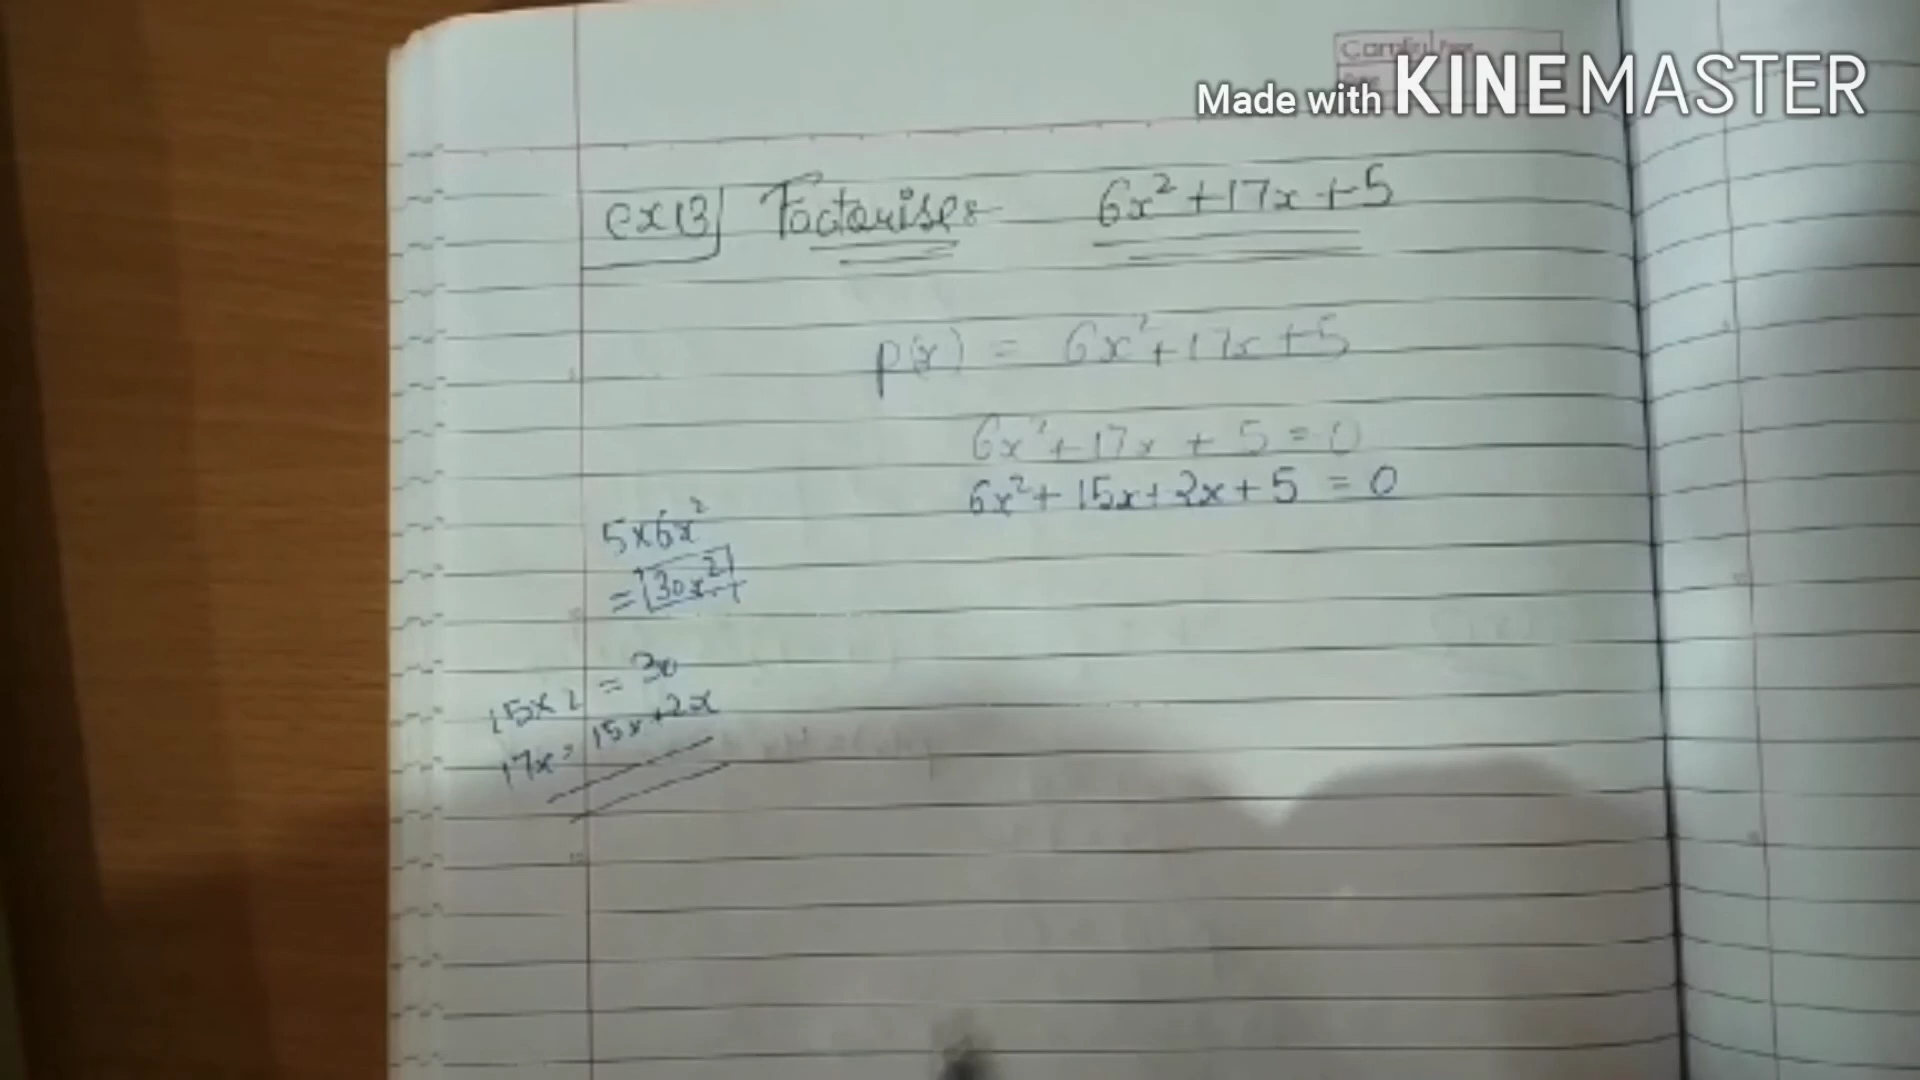 Made with KINEMASTER
ex 13] Factorise 6x² + 17x + 5
p(x) = 6x² + 17x + 5
6x² + 17x + 5 = 0
6x² + 15x + 2x + 5 = 0
5 x 6x²
= 30x²
15 x 2 = 30
17x = 15x + 2x